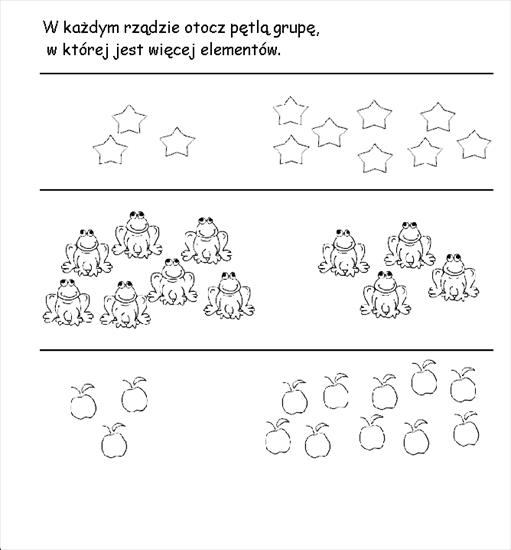 W każdym rządzie otocz pętlą grupę,
w której jest więcej elementów.